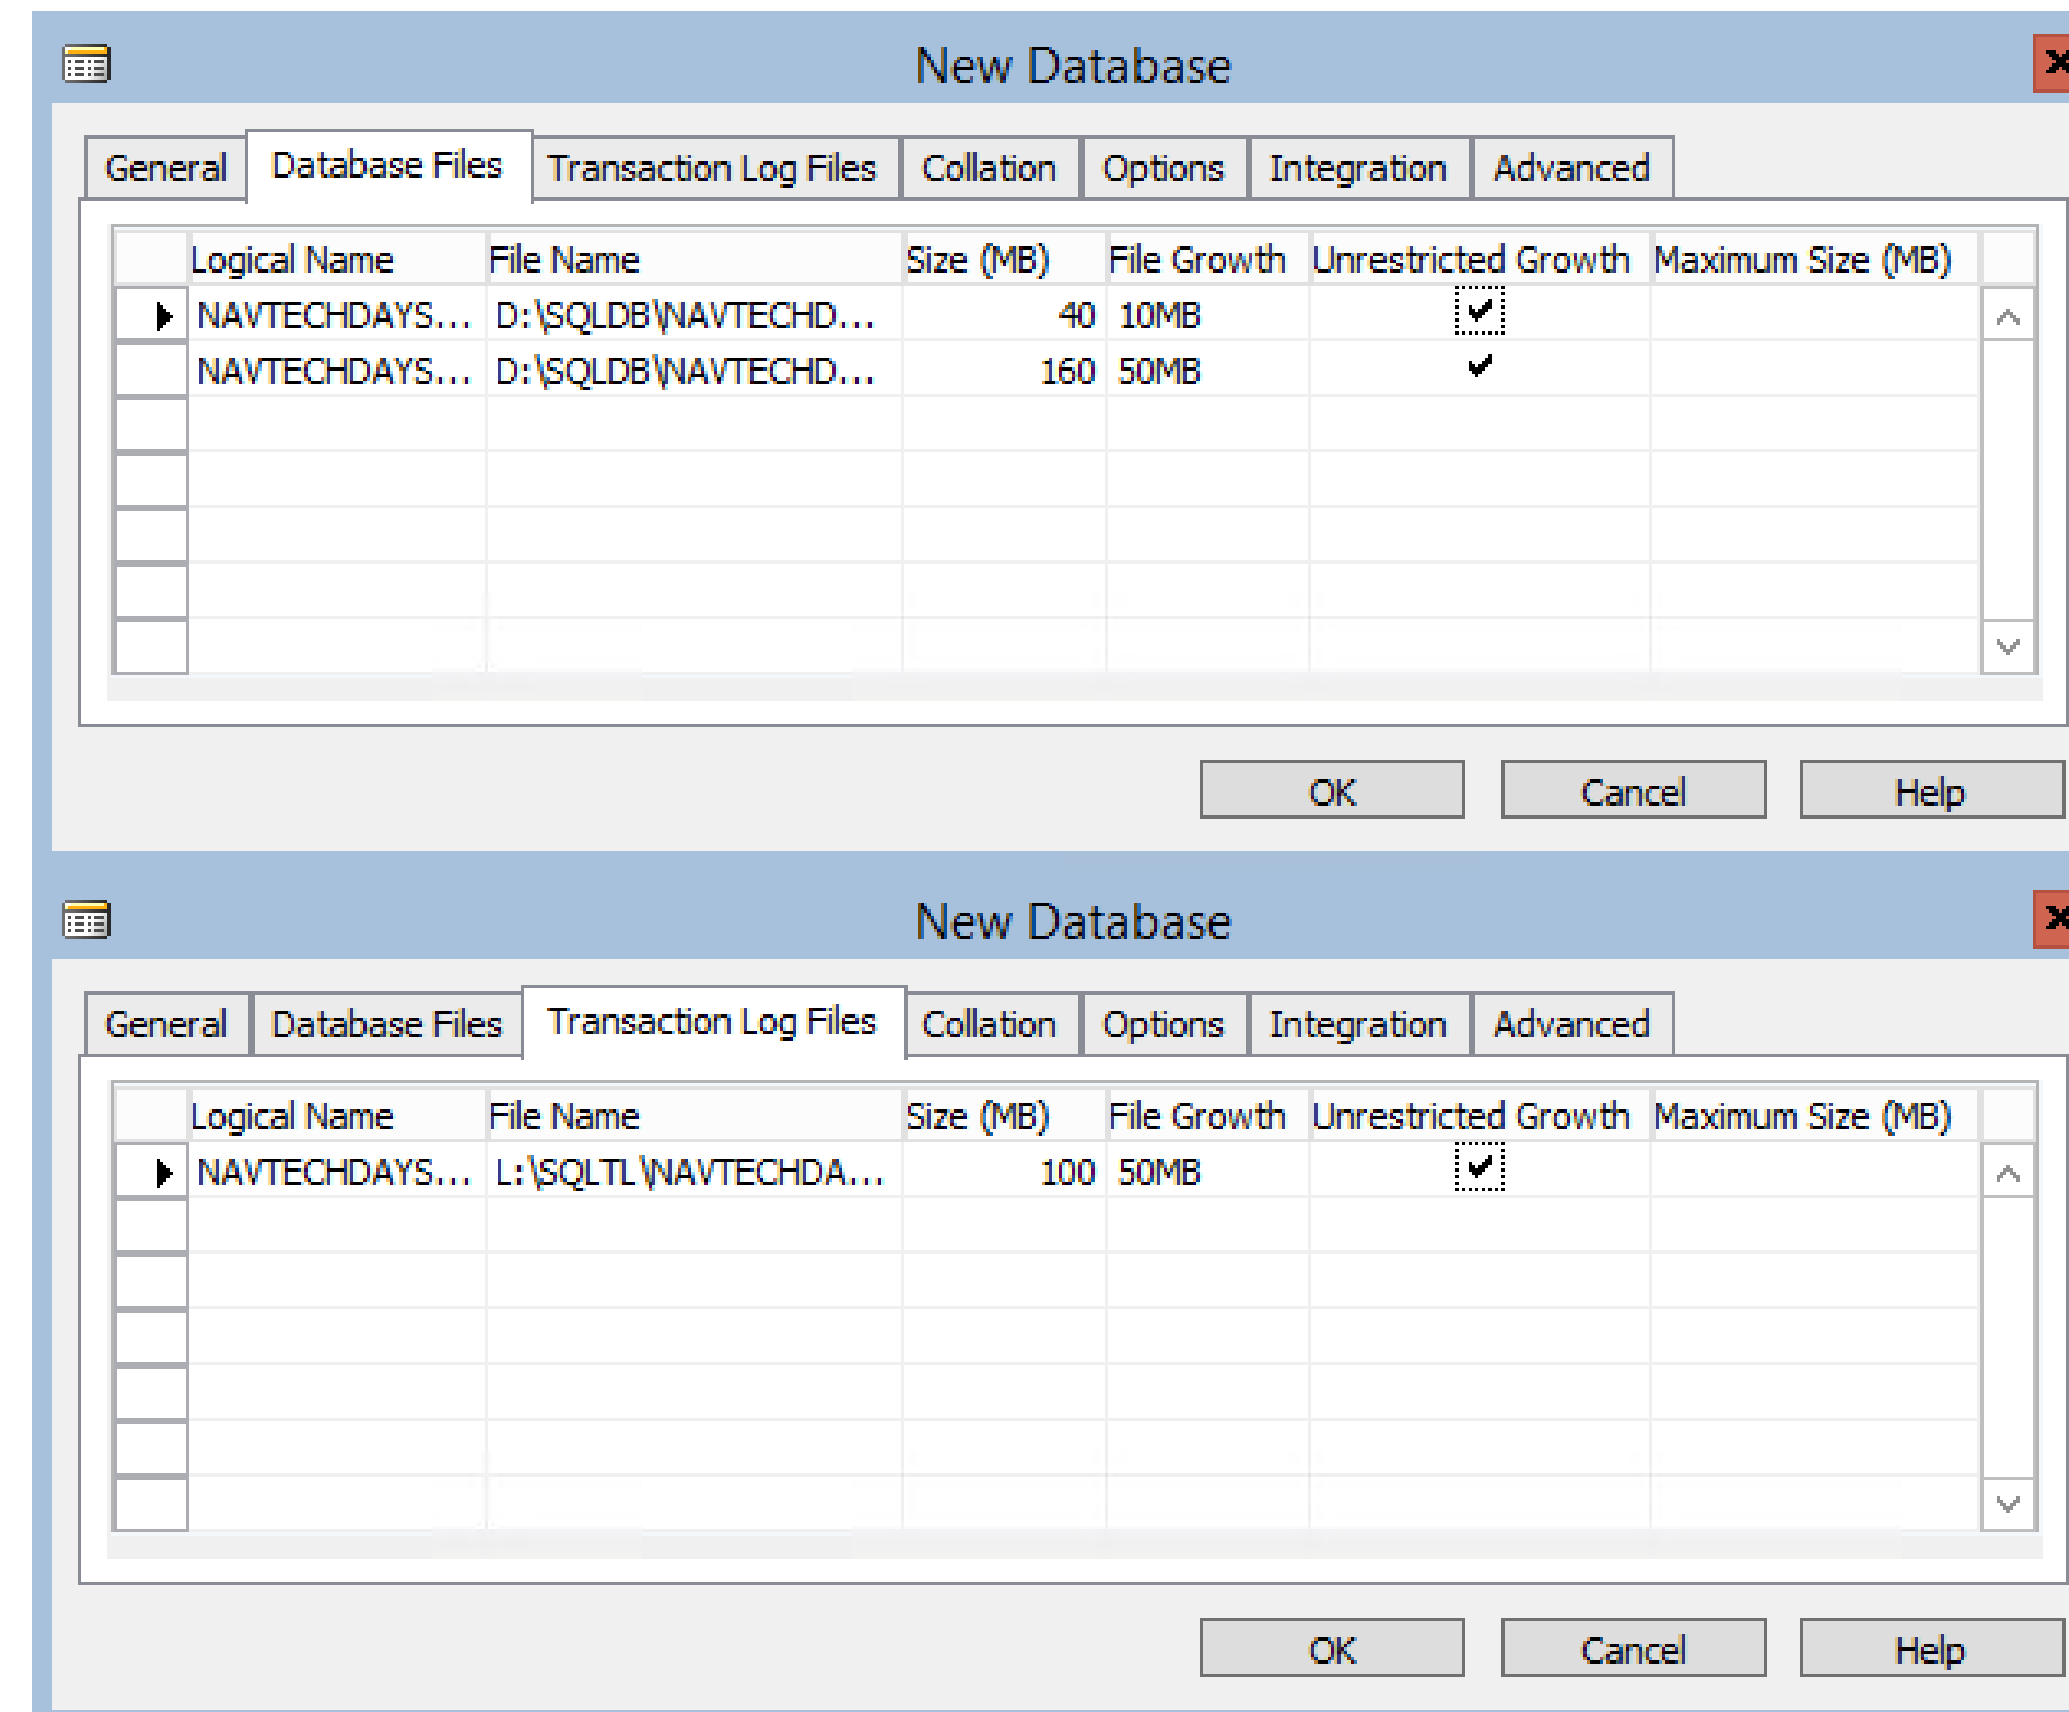 New Database
General Database Files Transaction Log Files Collation Options Integration Advanced
Logical Name File Name Size (MB) File Growth Unrestricted Growth Maximum Size (MB)
NAVTECHDAYS... D:\SQLDB\NAVTECHD... 40 10MB
NAVTECHDAYS... D:\SQLDB\NAVTECHD... 160 50MB
OK Cancel Help
New Database
General Database Files Transaction Log Files Collation Options Integration Advanced
Logical Name File Name Size (MB) File Growth Unrestricted Growth Maximum Size (MB)
NAVTECHDAYS... L:\SQLTL\NAVTECHDA... 100 50MB
OK Cancel Help